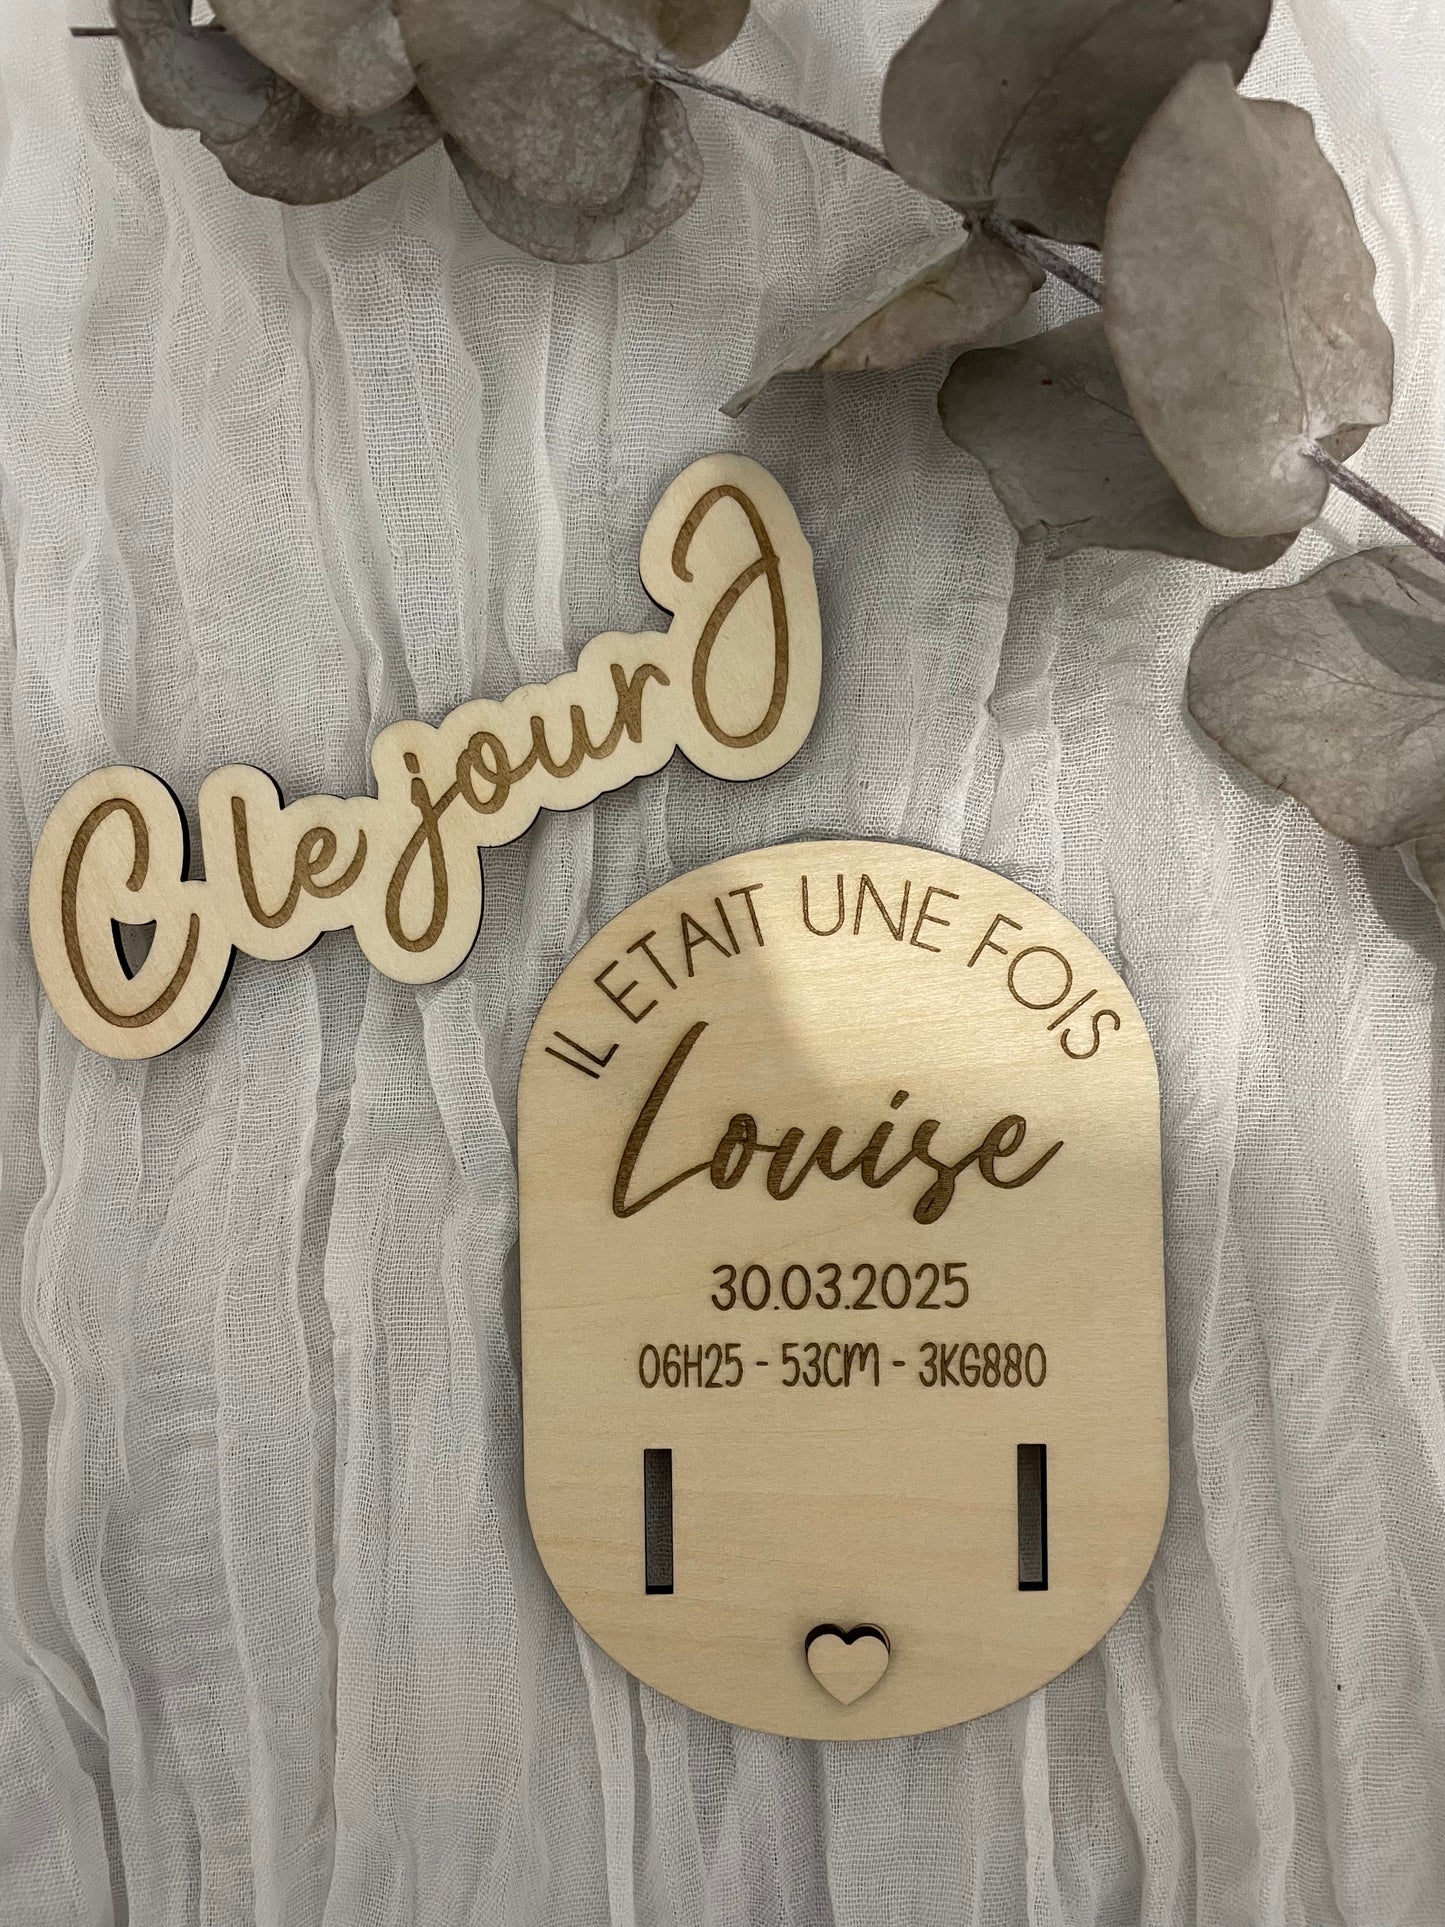 C le jour J
IL ETAIT UNE FOIS
Louise
30.03.2025
06H25 - 53CM - 3KG880